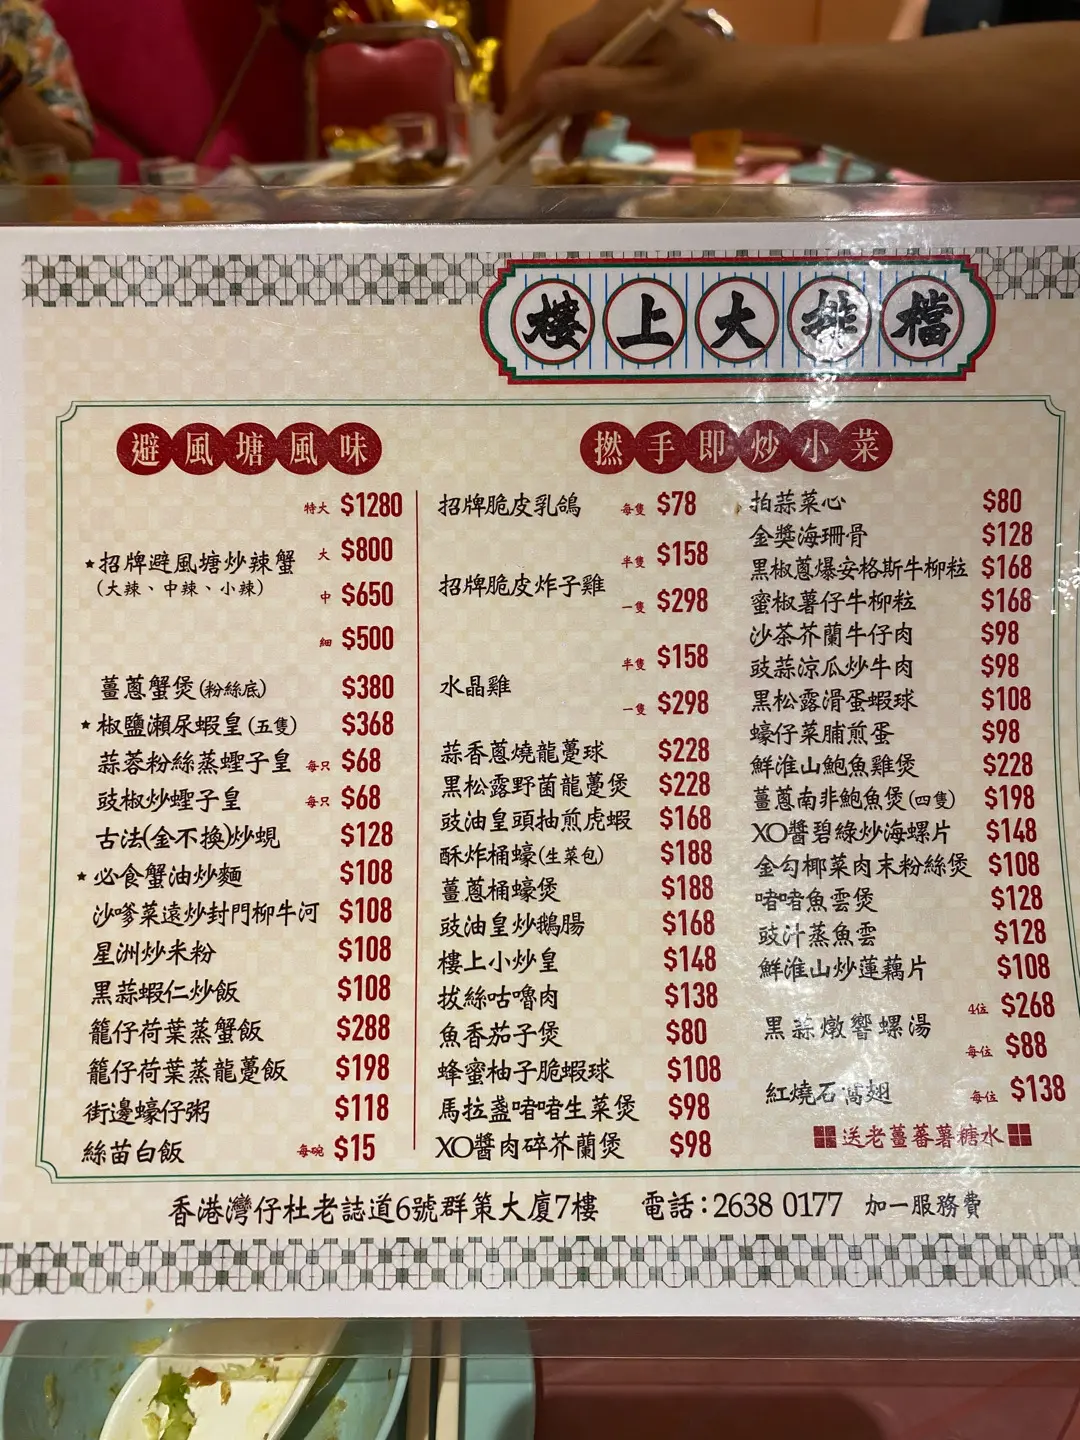 樓上大排檔
避風塘風味
特大 $1280
★招牌避風塘炒辣蟹 大 $800
(大辣、中辣、小辣)
中 $650
細 $500
薑蔥蟹煲(粉絲底) $380
★椒鹽瀨尿蝦皇(五隻) $368
蒜蓉粉絲蒸蟶子皇 每只 $68
豉椒炒蟶子皇 每只 $68
古法(金不換)炒蜆 $128
★必食蟹油炒麵 $108
沙嗲菜遠炒封門柳牛河 $108
星洲炒米粉 $108
黑蒜蝦仁炒飯 $108
籠仔荷葉蒸蟹飯 $288
籠仔荷葉蒸龍躉飯 $198
街邊蠔仔粥 $118
絲苗白飯 每碗 $15
撚手即炒小菜
招牌脆皮乳鴿 每隻 $78
招牌脆皮炸子雞 半隻 $158
一隻 $298
水晶雞 半隻 $158
一隻 $298
蒜香蔥燒龍躉球 $228
黑松露野菌龍躉煲 $228
豉油皇頭抽煎虎蝦 $168
酥炸桶蠔(生菜包) $188
薑蔥桶蠔煲 $188
豉油皇炒鵝腸 $168
樓上小炒皇 $148
拔絲咕嚕肉 $138
魚香茄子煲 $80
蜂蜜柚子脆蝦球 $108
馬拉盞啫啫生菜煲 $98
XO醬肉碎芥蘭煲 $98
拍蒜菜心 $80
金獎海珊骨 $128
黑椒蔥爆安格斯牛柳粒 $168
蜜椒薯仔牛柳粒 $168
沙茶芥蘭牛仔肉 $98
豉蒜涼瓜炒牛肉 $98
黑松露滑蛋蝦球 $108
蠔仔菜脯煎蛋 $98
鮮淮山鮑魚雞煲 $228
薑蔥南非鮑魚煲(四隻) $198
XO醬碧綠炒海螺片 $148
金勾椰菜肉末粉絲煲 $108
啫啫魚雲煲 $128
豉汁蒸魚雲 $128
鮮淮山炒蓮藕片 $108
黑蒜燉響螺湯 4位 $268
每位 $88
紅燒石窩翅 每位 $138
送老薑蕃薯糖水
香港灣仔杜老誌道6號群策大廈7樓 電話:2638 0177 加一服務費